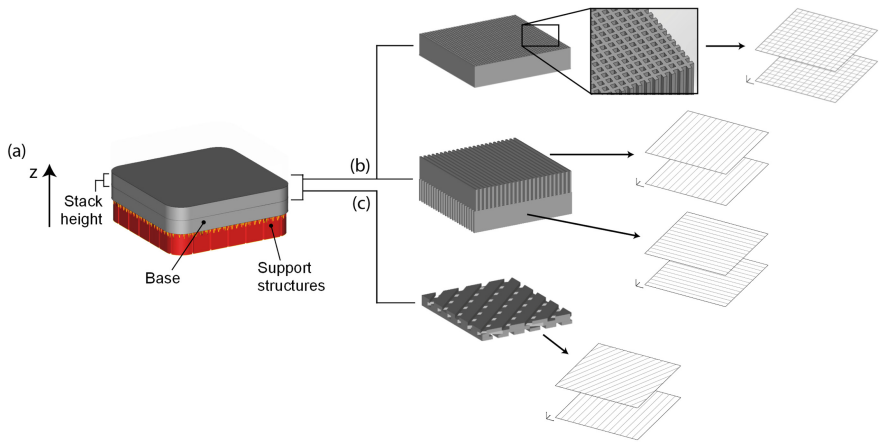 (a)
z
Stack
height
Base
Support
structures
(b)
(c)